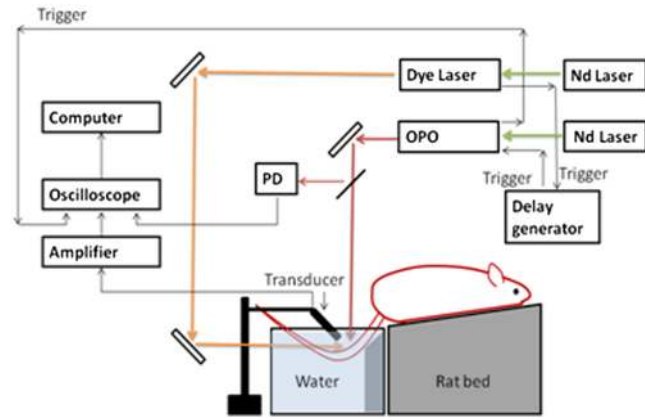 Trigger
Dye Laser
Nd Laser
Computer
OPO
Nd Laser
PD
Oscilloscope
Trigger
Trigger
Delay
generator
Amplifier
Transducer
Water
Rat bed